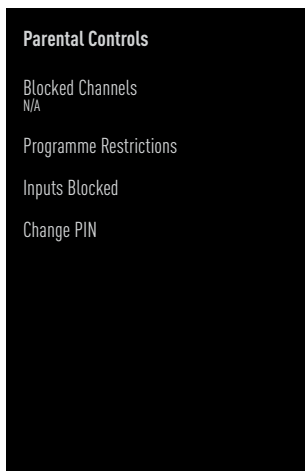 Parental Controls
Blocked Channels
N/A
Programme Restrictions
Inputs Blocked
Change PIN